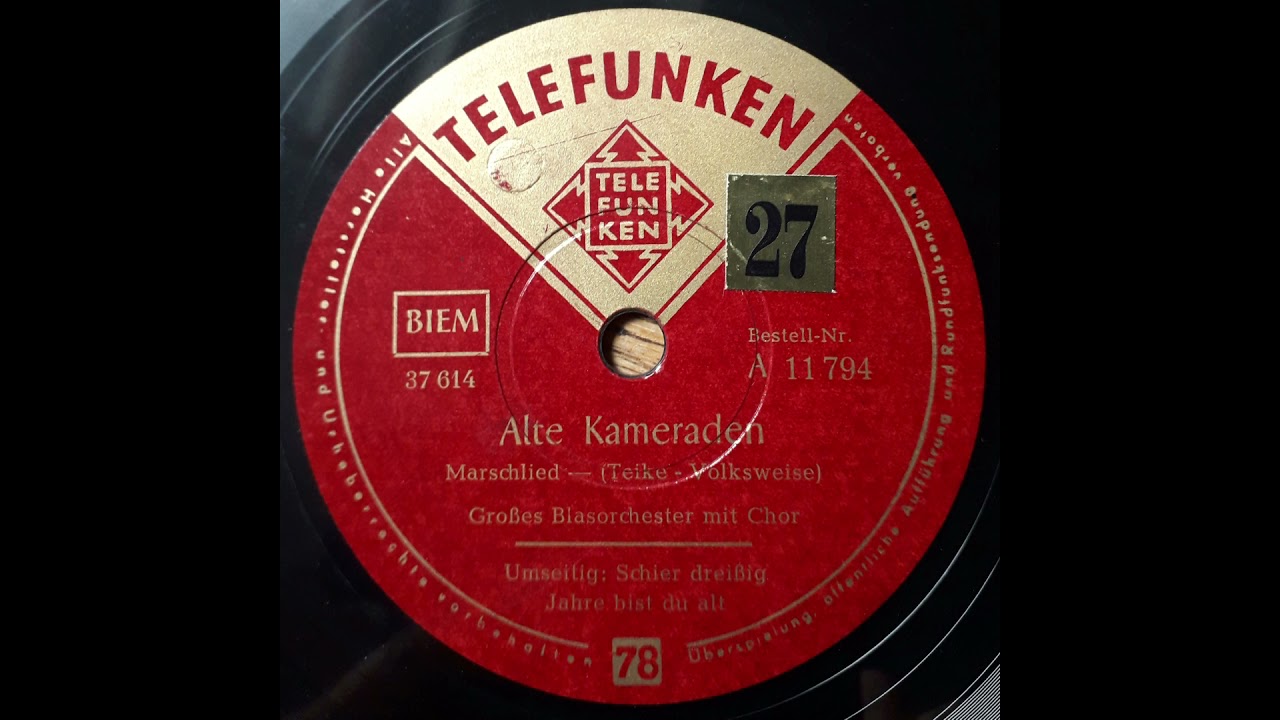 TELEFUNKEN
TELE
FUN
KEN
27
BIEM
37 614
Bestell-Nr.
A 11 794
Alte Kameraden
Marschlied — (Teike - Volksweise)
Großes Blasorchester mit Chor
Umseitig: Schier dreißig
Jahre bist du alt
78
Alle Hersteller- und Urheberrechte vorbehalten
Überspielung, öffentliche Aufführung und Rundfunksendung verboten